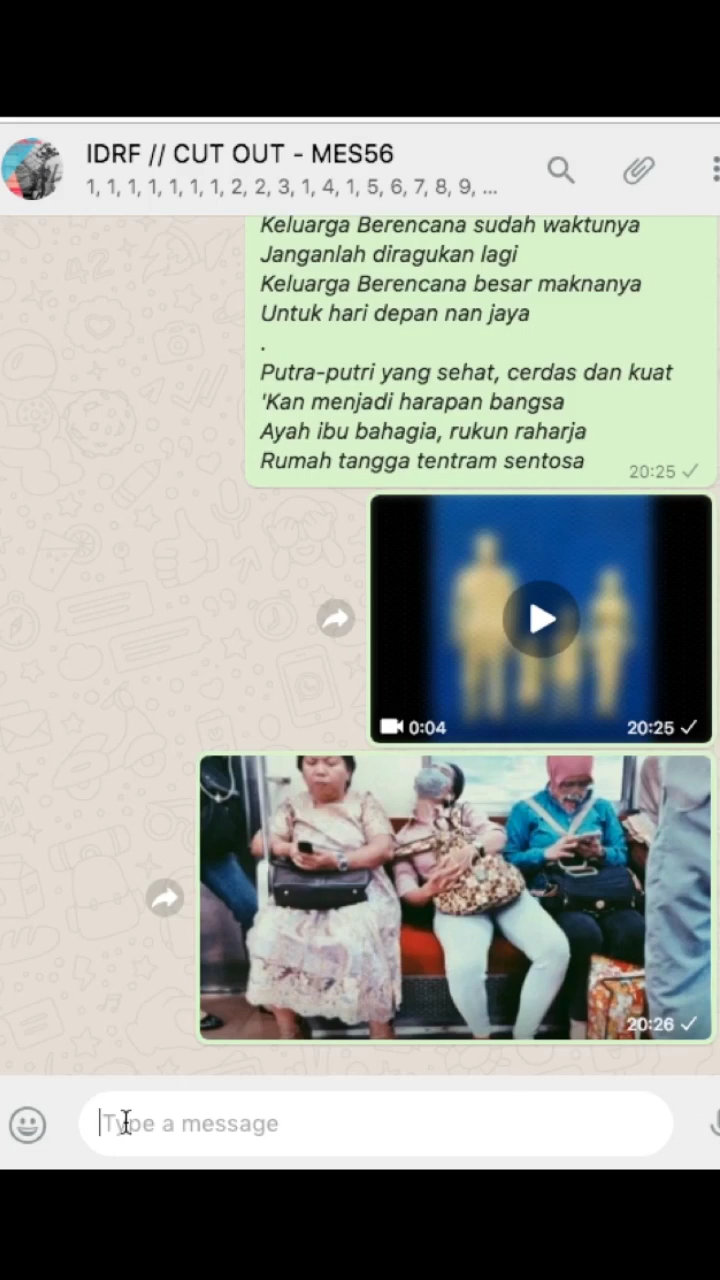 IDRF // CUT OUT - MES56
1, 1, 1, 1, 1, 1, 1, 2, 2, 3, 1, 4, 1, 5, 6, 7, 8, 9, ...
Keluarga Berencana sudah waktunya
Janganlah diragukan lagi
Keluarga Berencana besar maknanya
Untuk hari depan nan jaya
.
Putra-putri yang sehat, cerdas dan kuat
'Kan menjadi harapan bangsa
Ayah ibu bahagia, rukun raharja
Rumah tangga tentram sentosa
20:25
0:04
20:25
20:26
Type a message